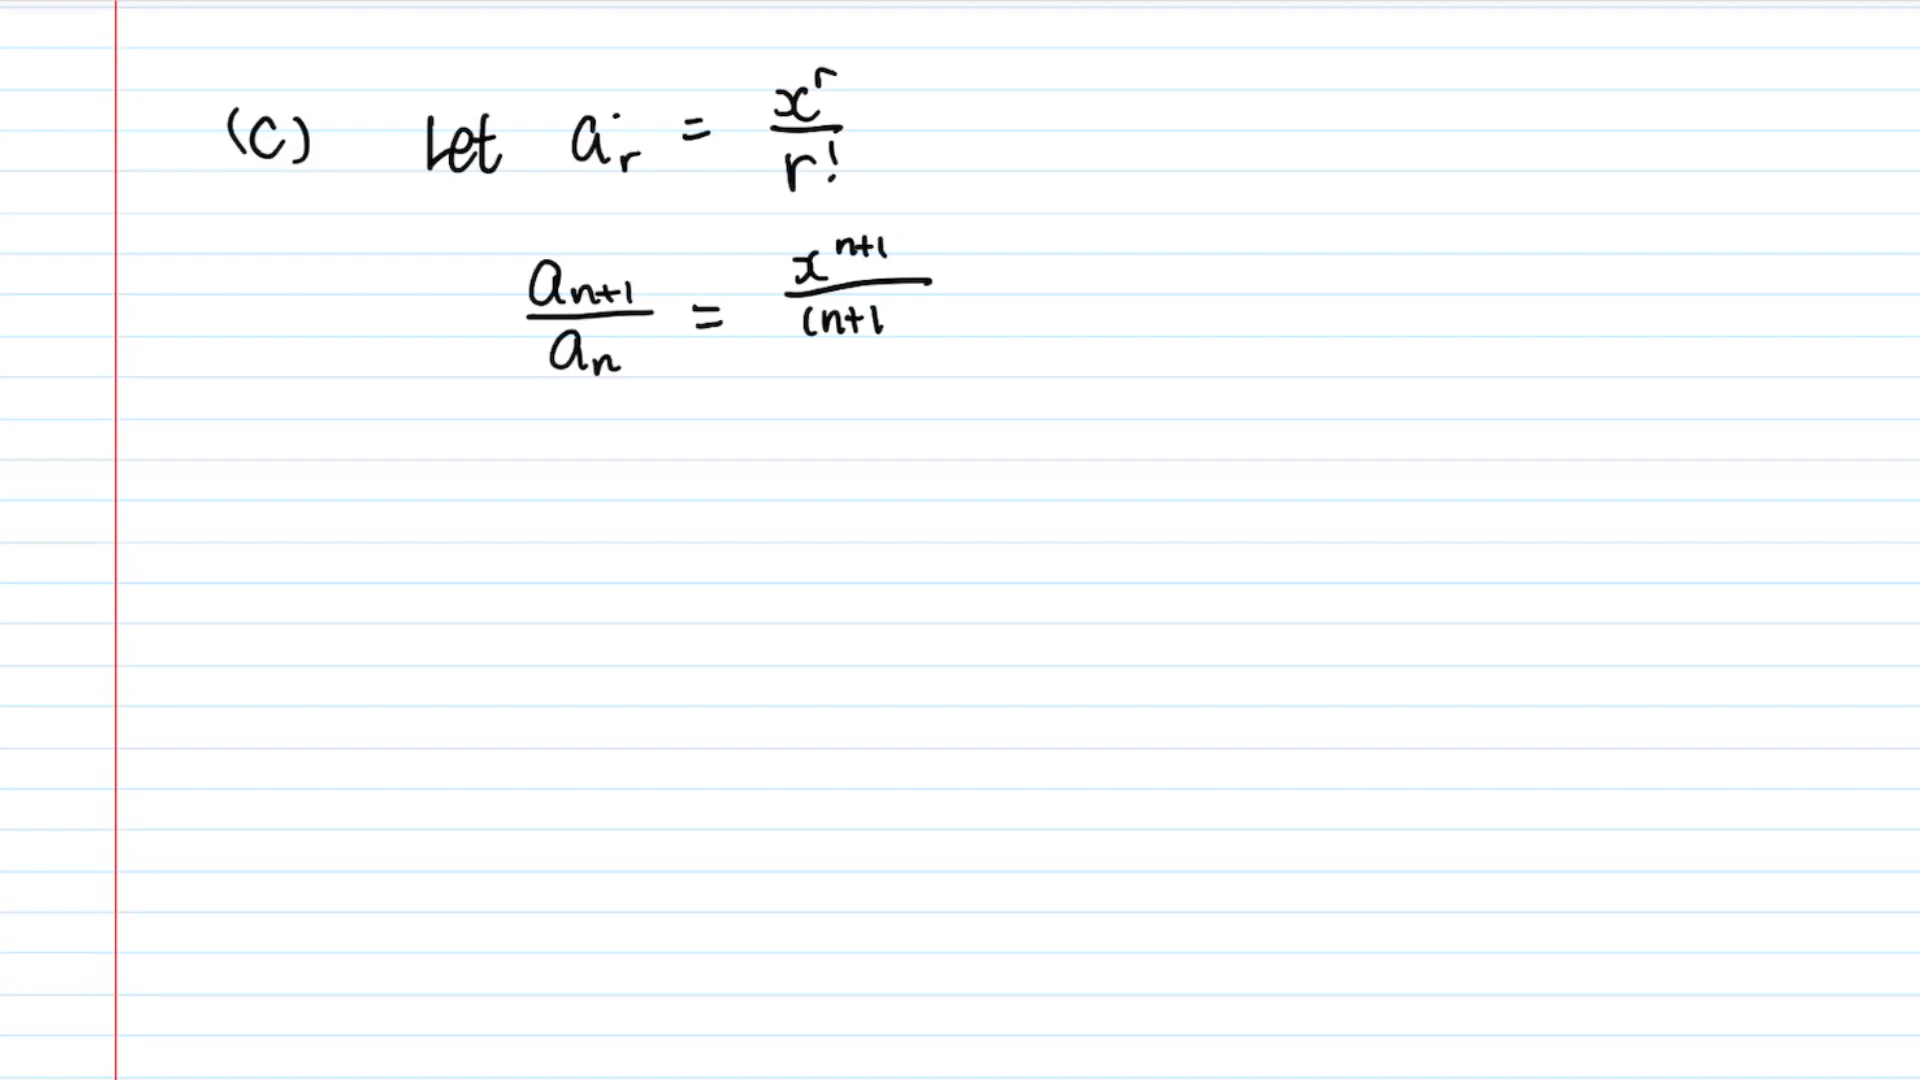 (c) Let a_r = x^r / r!
a_{n+1} / a_n = x^{n+1} / (n+1